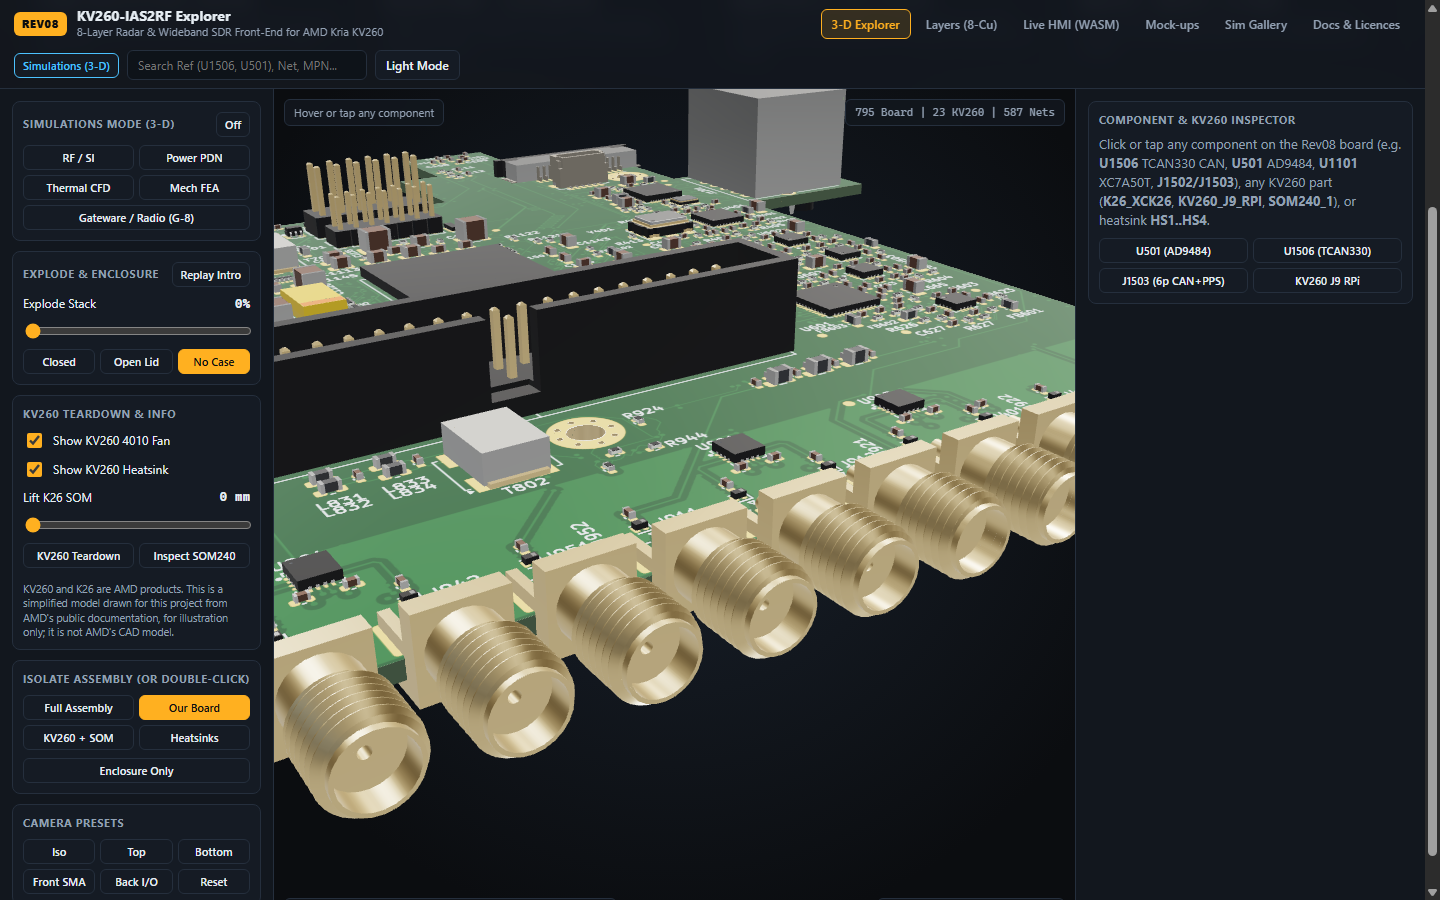 REV08
KV260-IAS2RF Explorer
8-Layer Radar & Wideband SDR Front-End for AMD Kria KV260
3-D Explorer
Layers (8-Cu)
Live HMI (WASM)
Mock-ups
Sim Gallery
Docs & Licences
Simulations (3-D)
Search Ref (U1506, U501), Net, MPN...
Light Mode
SIMULATIONS MODE (3-D)
Off
RF / SI
Power PDN
Thermal CFD
Mech FEA
Gateware / Radio (G-8)
EXPLODE & ENCLOSURE
Replay Intro
Explode Stack
0%
Closed
Open Lid
No Case
KV260 TEARDOWN & INFO
Show KV260 4010 Fan
Show KV260 Heatsink
Lift K26 SOM
0 mm
KV260 Teardown
Inspect SOM240
KV260 and K26 are AMD products. This is a
simplified model drawn for this project from
AMD's public documentation, for illustration
only; it is not AMD's CAD model.
ISOLATE ASSEMBLY (OR DOUBLE-CLICK)
Full Assembly
Our Board
KV260 + SOM
Heatsinks
Enclosure Only
CAMERA PRESETS
Iso
Top
Bottom
Front SMA
Back I/O
Reset
Hover or tap any component
795 Board | 23 KV260 | 587 Nets
R924
R944
T802
L831
L832
L833
L834
COMPONENT & KV260 INSPECTOR
Click or tap any component on the Rev08 board (e.g.
U1506 TCAN330 CAN, U501 AD9484, U1101
XC7A50T, J1502/J1503), any KV260 part
(K26_XCK26, KV260_J9_RPI, SOM240_1), or
heatsink HS1..HS4.
U501 (AD9484)
U1506 (TCAN330)
J1503 (6p CAN+PPS)
KV260 J9 RPi